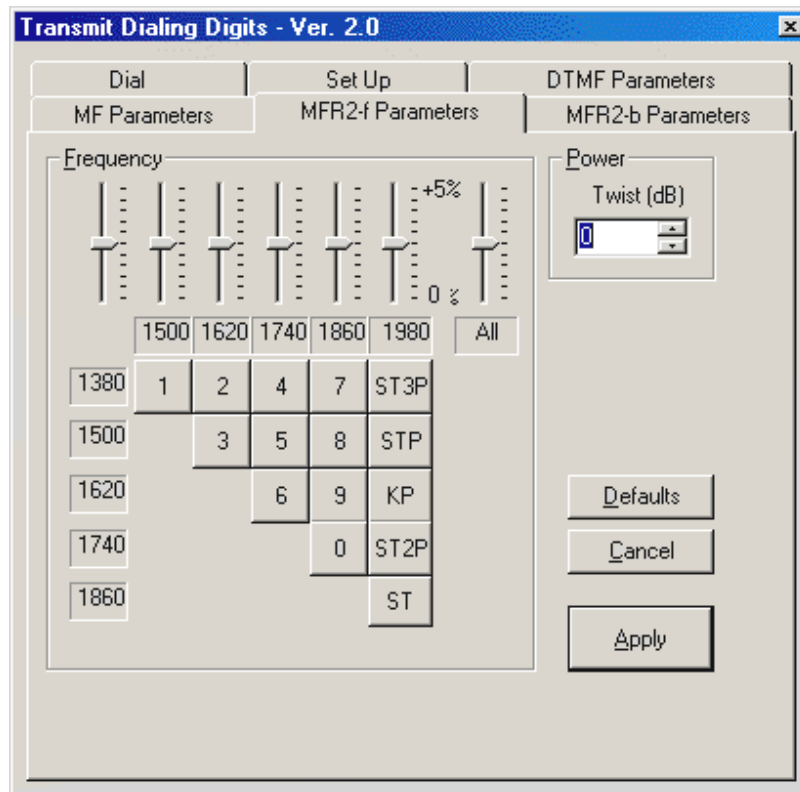 Transmit Dialing Digits - Ver. 2.0
Dial Set Up DTMF Parameters
MF Parameters MFR2-f Parameters MFR2-b Parameters
Frequency Power
+5% Twist (dB)
0
0 %
1500 1620 1740 1860 1980 All
1380 1 2 4 7 ST3P
1500 3 5 8 STP
1620 6 9 KP Defaults
1740 0 ST2P Cancel
1860 ST
Apply